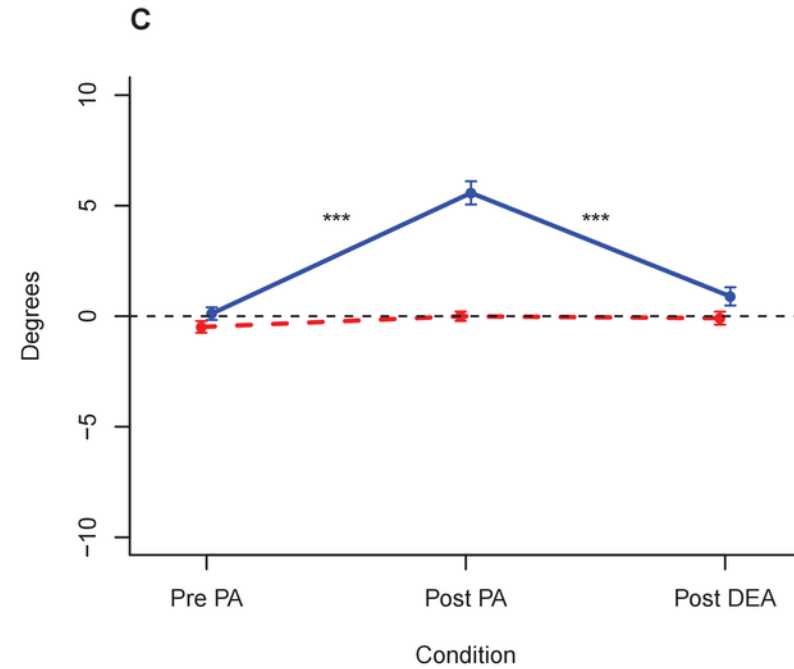 C
10
5
0
−5
−10
Degrees
***
***
Pre PA
Post PA
Post DEA
Condition